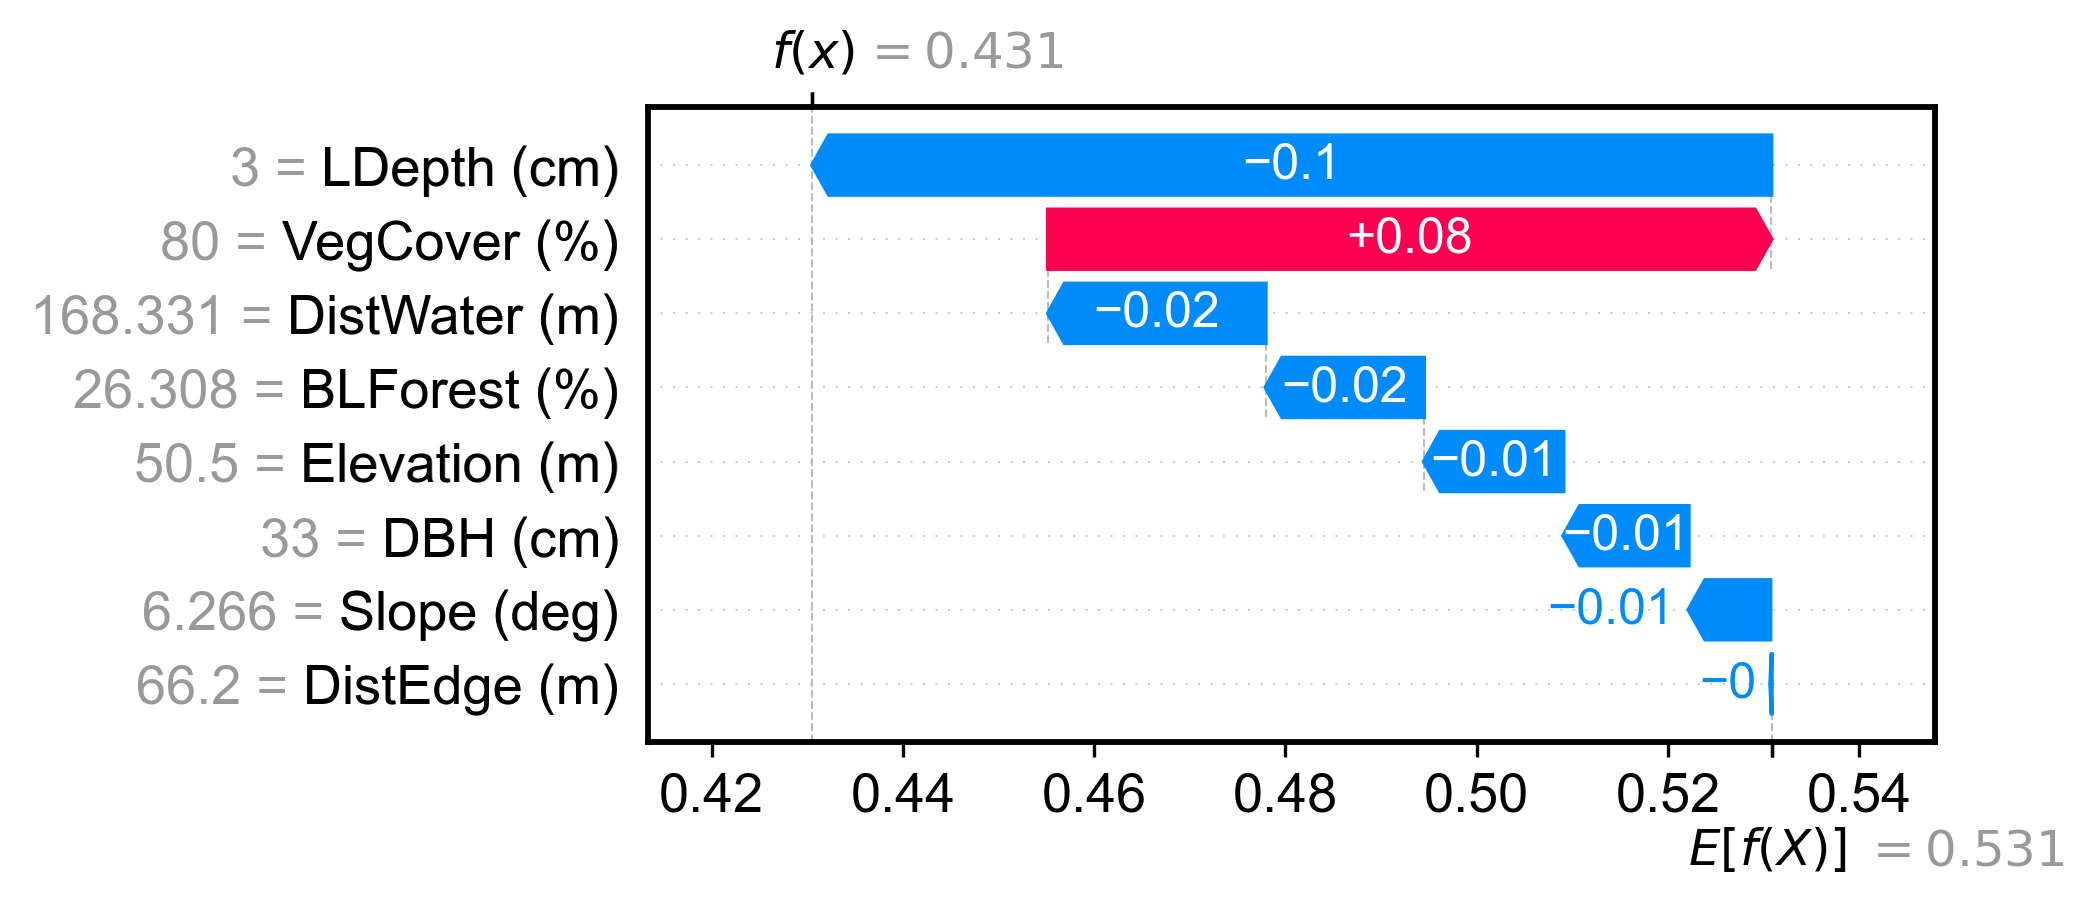 f(x) = 0.431
3 = LDepth (cm) −0.1
80 = VegCover (%) +0.08
168.331 = DistWater (m) −0.02
26.308 = BLForest (%) −0.02
50.5 = Elevation (m) −0.01
33 = DBH (cm) −0.01
6.266 = Slope (deg) −0.01
66.2 = DistEdge (m) −0
0.42 0.44 0.46 0.48 0.50 0.52 0.54
E[f(X)] = 0.531